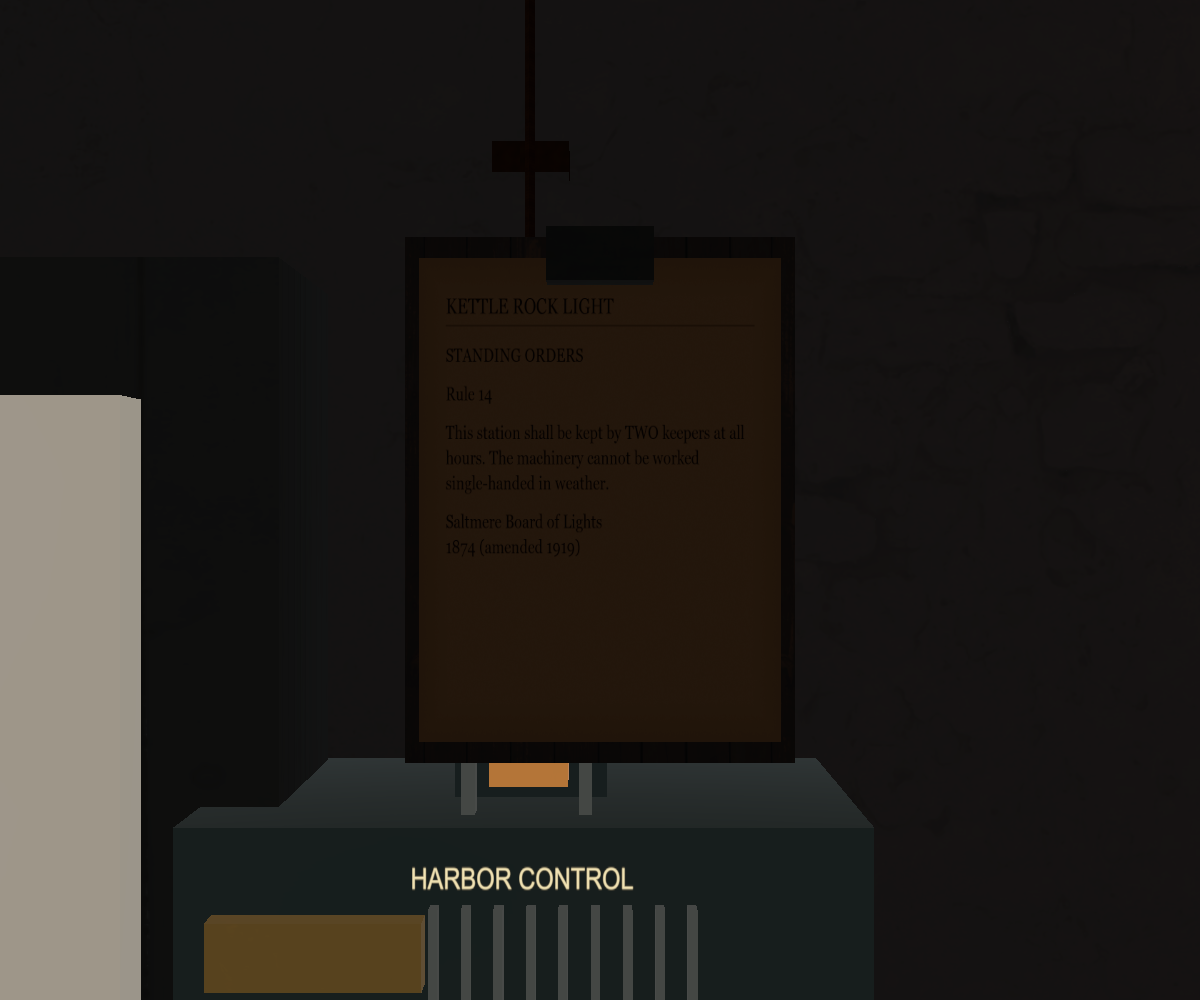 KETTLE ROCK LIGHT
STANDING ORDERS
Rule 14
This station shall be kept by TWO keepers at all
hours. The machinery cannot be worked
single-handed in weather.
Saltmere Board of Lights
1874 (amended 1919)
HARBOR CONTROL